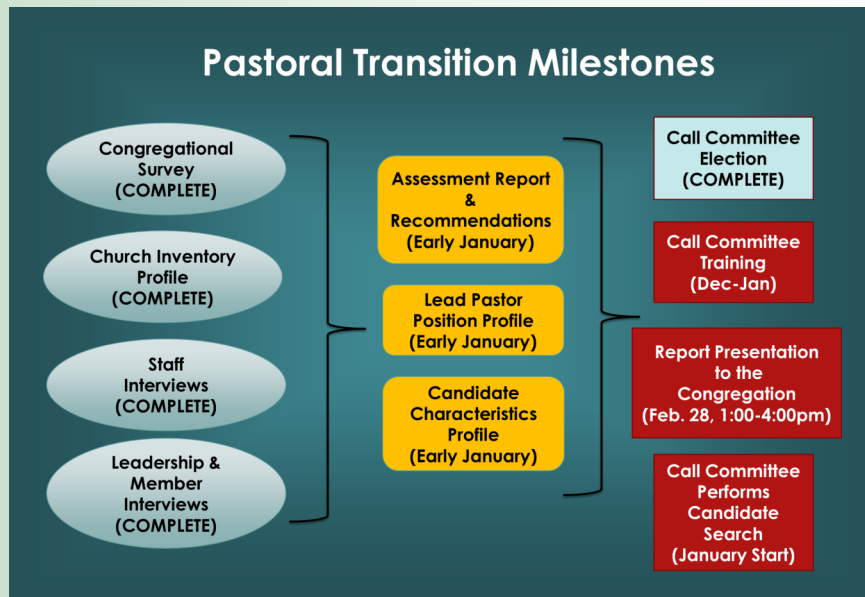 Pastoral Transition Milestones
Congregational
Survey
(COMPLETE)
Church Inventory
Profile
(COMPLETE)
Staff
Interviews
(COMPLETE)
Leadership &
Member
Interviews
(COMPLETE)
Assessment Report
&
Recommendations
(Early January)
Lead Pastor
Position Profile
(Early January)
Candidate
Characteristics
Profile
(Early January)
Call Committee
Election
(COMPLETE)
Call Committee
Training
(Dec-Jan)
Report Presentation
to the
Congregation
(Feb. 28, 1:00-4:00pm)
Call Committee
Performs
Candidate
Search
(January Start)